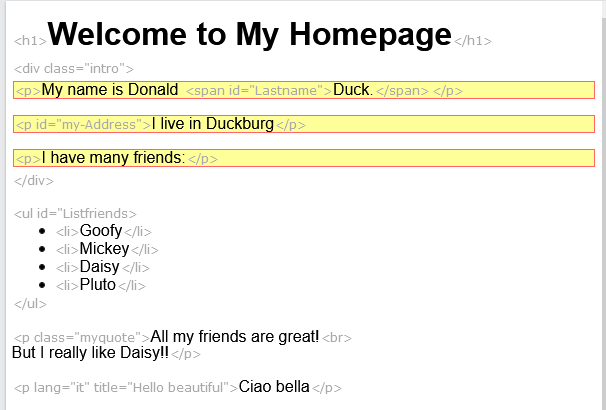 <h1>Welcome to My Homepage</h1>
<div class="intro">
<p>My name is Donald <span id="Lastname">Duck.</span></p>
<p id="my-Address">I live in Duckburg</p>
<p>I have many friends:</p>
</div>
<ul id="Listfriends>
• <li>Goofy</li>
• <li>Mickey</li>
• <li>Daisy</li>
• <li>Pluto</li>
</ul>
<p class="myquote">All my friends are great!<br>
But I really like Daisy!!</p>
<p lang="it" title="Hello beautiful">Ciao bella</p>